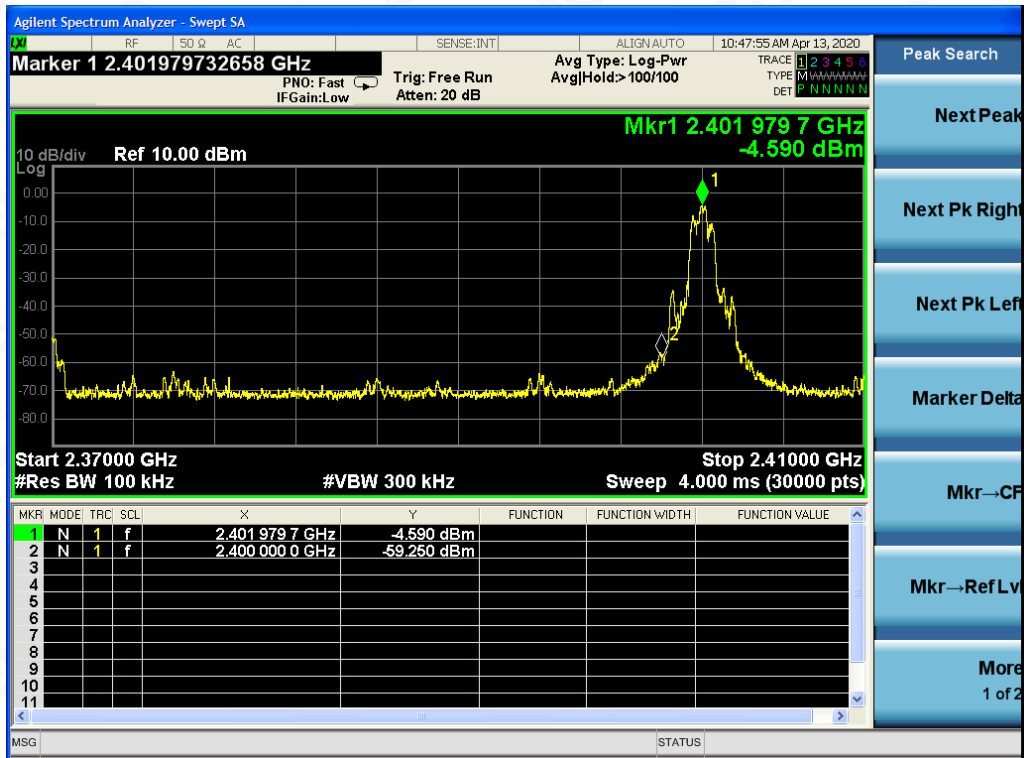 Agilent Spectrum Analyzer - Swept SA
LXI RF 50 Ω AC SENSE:INT ALIGN AUTO 10:47:55 AM Apr 13, 2020
Marker 1 2.401979732658 GHz
PNO: Fast
IFGain:Low
Trig: Free Run
Atten: 20 dB
Avg Type: Log-Pwr
Avg|Hold:>100/100
TRACE 1 2 3 4 5 6
TYPE M WWWWW
DET P N N N N N
Mkr1 2.401 979 7 GHz
-4.590 dBm
10 dB/div Ref 10.00 dBm
Log
0.00
-10.0
-20.0
-30.0
-40.0
-50.0
-60.0
-70.0
-80.0
1
2
Start 2.37000 GHz Stop 2.41000 GHz
#Res BW 100 kHz #VBW 300 kHz Sweep 4.000 ms (30000 pts)
MKR MODE TRC SCL X Y FUNCTION FUNCTION WIDTH FUNCTION VALUE
1 N 1 f 2.401 979 7 GHz -4.590 dBm
2 N 1 f 2.400 000 0 GHz -59.250 dBm
3
4
5
6
7
8
9
10
11
MSG STATUS
Peak Search
Next Peak
Next Pk Right
Next Pk Left
Marker Delta
Mkr→CF
Mkr→Ref Lvl
More
1 of 2